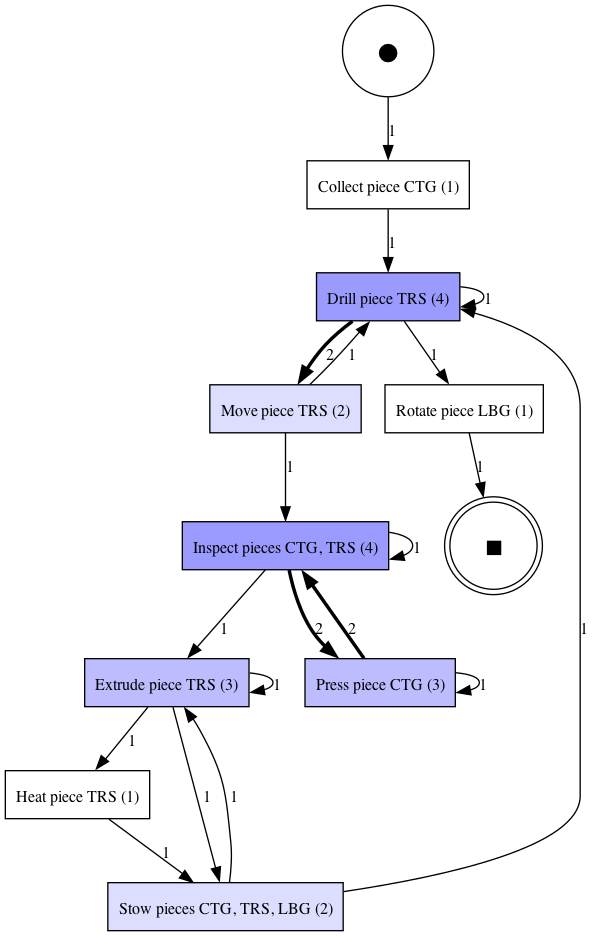 1
Collect piece CTG (1)
1
Drill piece TRS (4)
1
2
1
1
Move piece TRS (2)
Rotate piece LBG (1)
1
1
Inspect pieces CTG, TRS (4)
1
1
2
2
1
Extrude piece TRS (3)
1
Press piece CTG (3)
1
1
Heat piece TRS (1)
1
1
1
Stow pieces CTG, TRS, LBG (2)